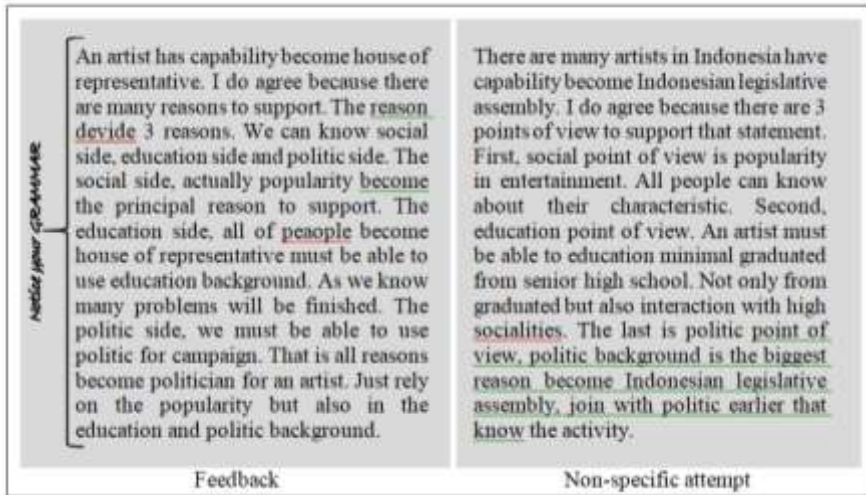 Notice your GRAMMAR
An artist has capability become house of
representative. I do agree because there
are many reasons to support. The reason
devide 3 reasons. We can know social
side, education side and politic side. The
social side, actually popularity become
the principal reason to support. The
education side, all of peaople become
house of representative must be able to
use education background. As we know
many problems will be finished. The
politic side, we must be able to use
politic for campaign. That is all reasons
become politician for an artist. Just rely
on the popularity but also in the
education and politic background.
Feedback
There are many artists in Indonesia have
capability become Indonesian legislative
assembly. I do agree because there are 3
points of view to support that statement.
First, social point of view is popularity
in entertainment. All people can know
about their characteristic. Second,
education point of view. An artist must
be able to education minimal graduated
from senior high school. Not only from
graduated but also interaction with high
socialities. The last is politic point of
view, politic background is the biggest
reason become Indonesian legislative
assembly, join with politic earlier that
know the activity.
Non-specific attempt